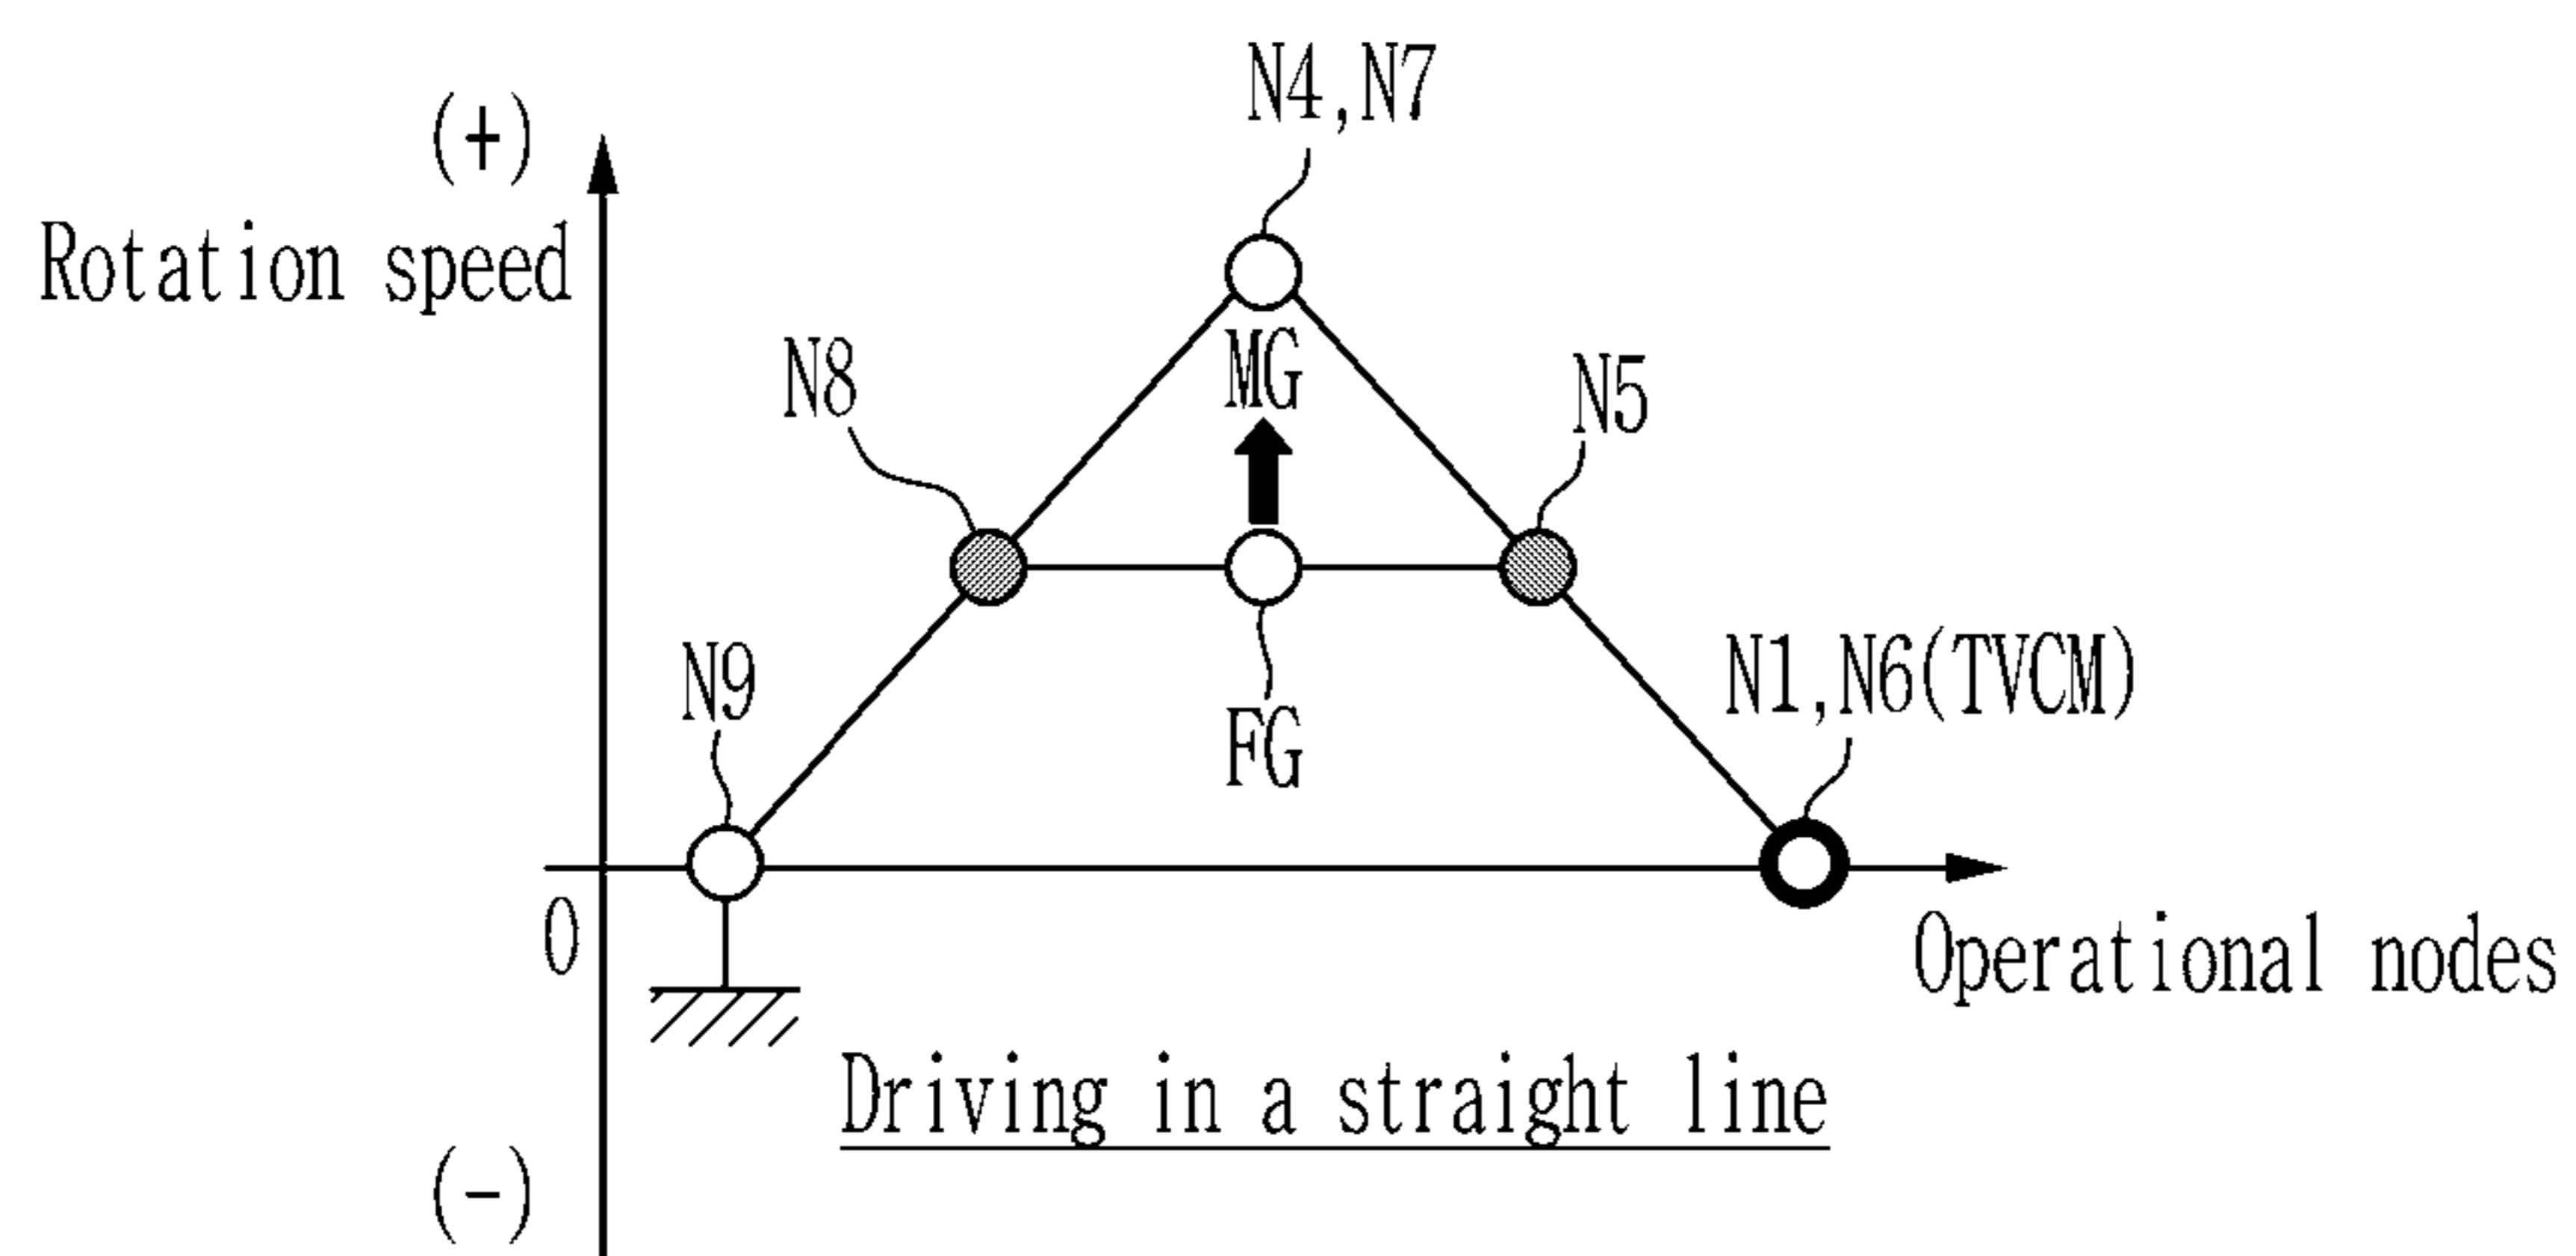 N4,N7
(+)
Rotation speed
MG
N8
N5
N9
FG
N1,N6(TVCM)
0
Operational nodes
Driving in a straight line
(-)